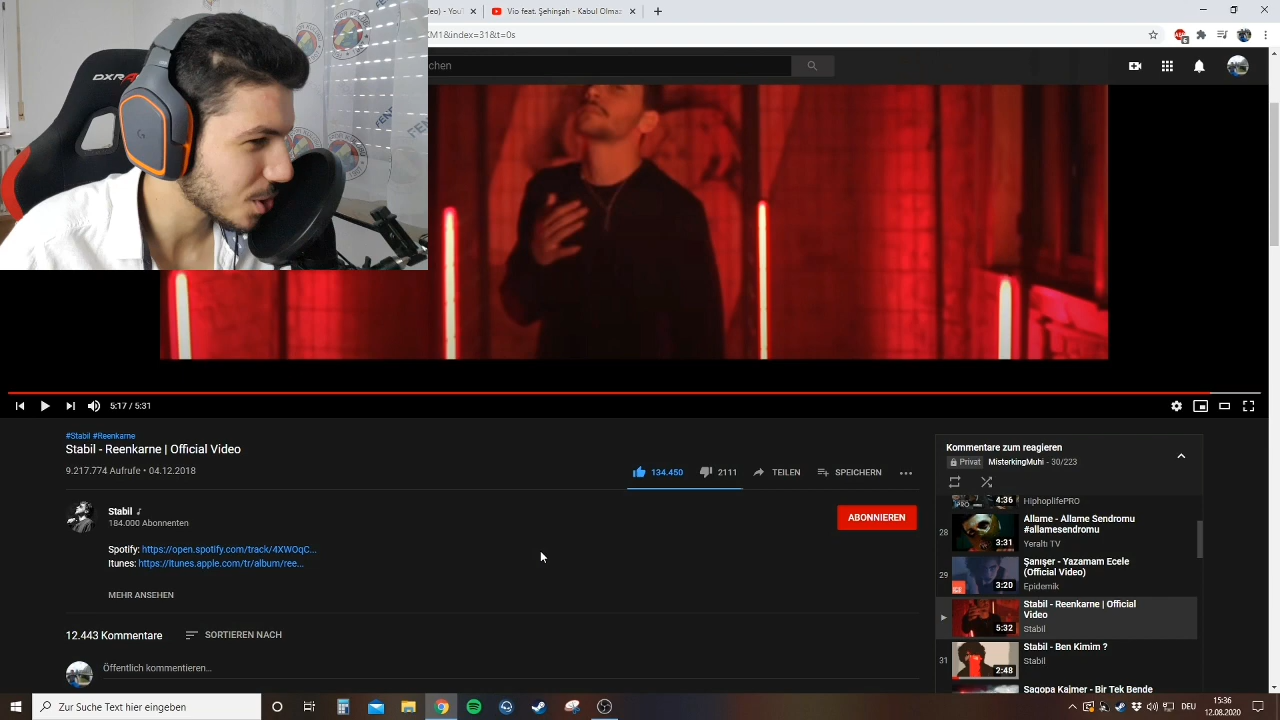 eo) - You
Vio feat. Şehinşah - Kabul Olma
XM1&index=31&t=0s
chen
DXR
5:17 / 5:31
#Stabil #Reenkarne
Stabil - Reenkarne | Official Video
9.217.774 Aufrufe • 04.12.2018
134.450
2111
TEILEN
SPEICHERN
Stabil
184.000 Abonnenten
ABONNIEREN
Spotify: https://open.spotify.com/track/4XWOqC...
Itunes: https://itunes.apple.com/tr/album/ree...
MEHR ANSEHEN
12.443 Kommentare
SORTIEREN NACH
Öffentlich kommentieren...
Kommentare zum reagieren
Privat MisterkingMuhi - 30/223
4:36
HiphoplifePRO
28
3:31
Allame - Allame Sendromu
#allamesendromu
Yeraltı TV
29
3:20
Şanışer - Yazamam Ecele
(Official Video)
Epidemik
5:32
Stabil - Reenkarne | Official
Video
Stabil
31
2:48
Stabil - Ben Kimim ?
Stabil
Sagopa Kajmer - Bir Tek Bende
Zur Suche Text hier eingeben
DEU
15:36
12.08.2020